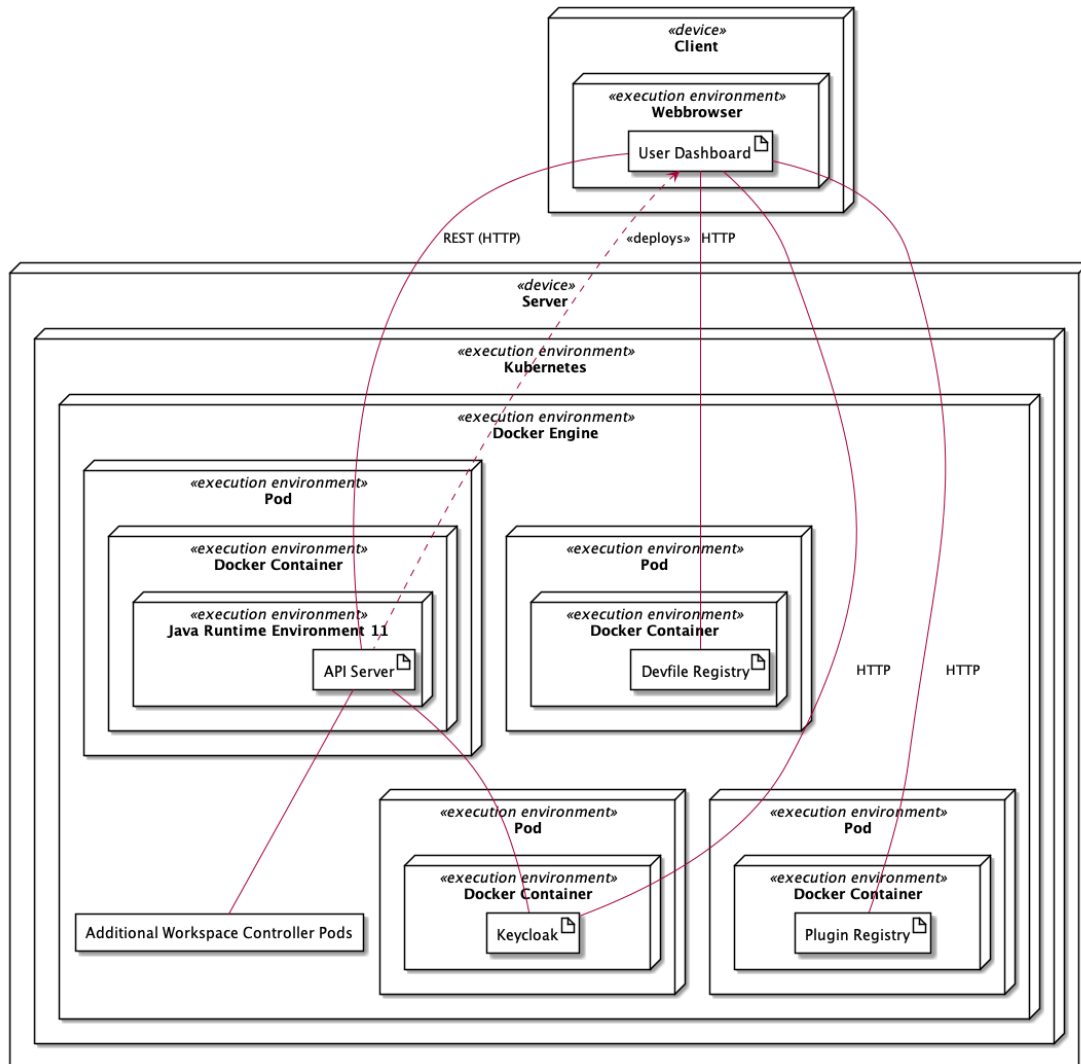 «device»
Client
«execution environment»
Webbrowser
User Dashboard
REST (HTTP)
«deploys»
HTTP
«device»
Server
«execution environment»
Kubernetes
«execution environment»
Docker Engine
«execution environment»
Pod
«execution environment»
Docker Container
«execution environment»
Java Runtime Environment 11
API Server
«execution environment»
Pod
«execution environment»
Docker Container
Devfile Registry
HTTP
HTTP
«execution environment»
Pod
«execution environment»
Docker Container
Keycloak
«execution environment»
Pod
«execution environment»
Docker Container
Plugin Registry
Additional Workspace Controller Pods